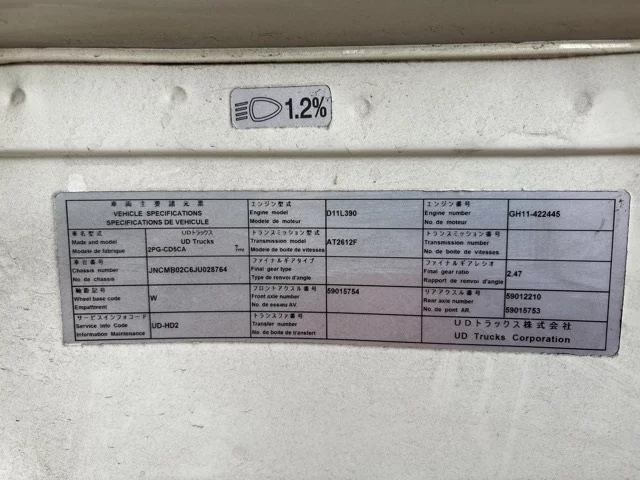 1.2%
車両主要諸元票
VEHICLE SPECIFICATIONS
SPECIFICATIONS DE VEHICULE
車名型式 UDトラックス
Make and model UD Trucks
Modele de fabrique 2PG-CD5CA Type
車台番号
Chassis number JNCMB02C6JU028764
No de chassis
軸距記号
Wheel base code W
Empattement
サービスインフォコード
Service info Code UD-HD2
Information Maintenance
エンジン型式
Engine model D11L390
Modele de moteur
トランスミッション型式
Transmission model AT2612F
Modele de boite de vitesses
ファイナルギアタイプ
Final gear type
Type de renvoi d'angle
フロントアクスル番号 59015754
Front axle number
No. de essieu AV.
トランスファ番号
Transfer number
No. de boite de transfert
エンジン番号
Engine number GH11-422445
No de moteur
トランスミッション番号
Transmission number
No. de boite de vitesses
ファイナルギアレシオ
Final gear ratio 2.47
Rapport de renvoi d'angle
リアアクスル番号 59012210
Rear axle number
No. de pont AR. 59015753
UDトラックス株式会社
UD Trucks Corporation